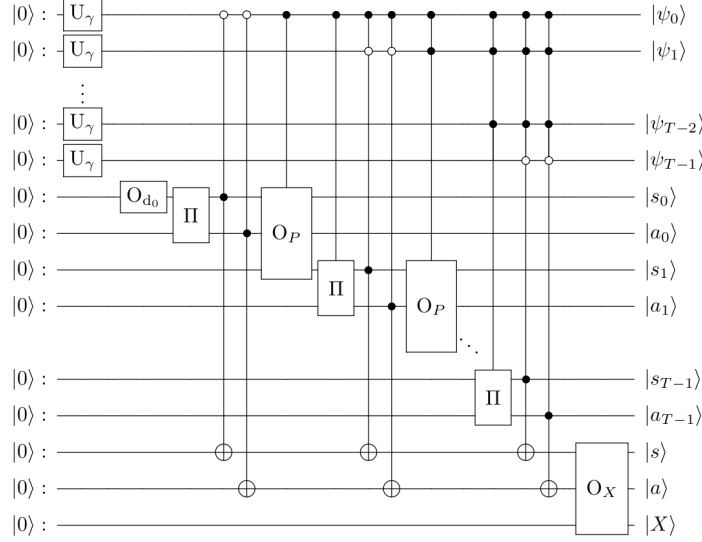 |0⟩ : U_γ |ψ_0⟩
|0⟩ : U_γ |ψ_1⟩
⋮
|0⟩ : U_γ |ψ_{T−2}⟩
|0⟩ : U_γ |ψ_{T−1}⟩
|0⟩ : O_{d_0} |s_0⟩
Π
|0⟩ : O_P |a_0⟩
|0⟩ : |s_1⟩
Π
|0⟩ : O_P |a_1⟩
⋱
|0⟩ : |s_{T−1}⟩
Π
|0⟩ : |a_{T−1}⟩
|0⟩ : |s⟩
|0⟩ : O_X |a⟩
|0⟩ : |X⟩